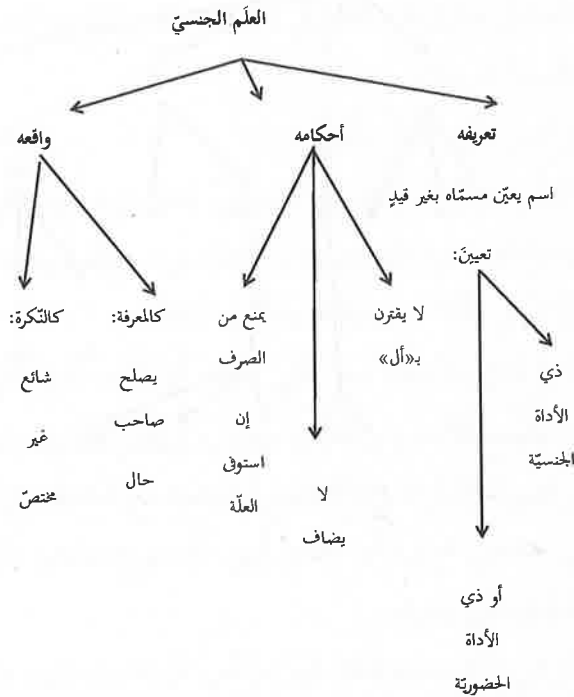 العلَم الجنسيّ
تعريفه
أحكامه
واقعه
اسم يعيّن مسمّاه بغير قيدٍ
تعيينَ:
ذي
الأداة
الجنسيّة
أو ذي
الأداة
الحضوريّة
لا يقترن
بـ«أل»
لا
يضاف
يمنع من
الصرف
إن
استوفى
العلّة
كالمعرفة:
يصلح
صاحب
حال
كالنّكرة:
شائع
غير
مختصّ